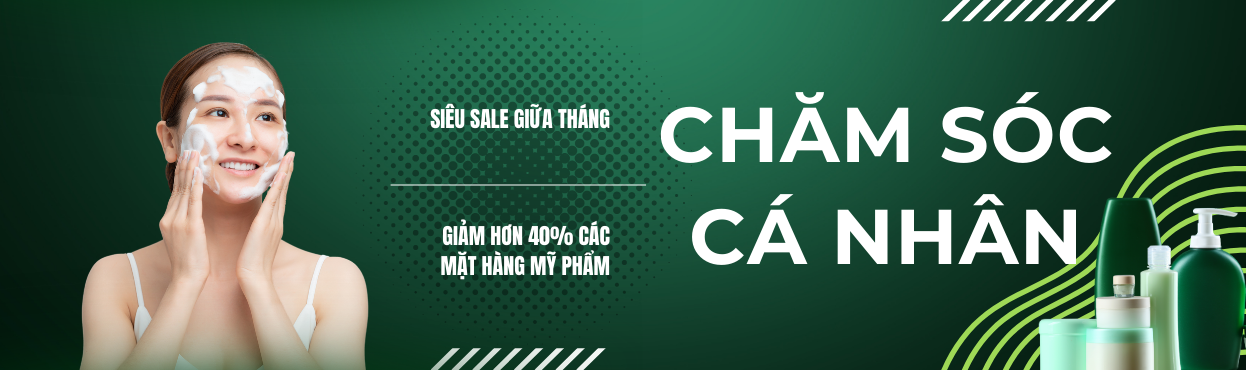 SIÊU SALE GIỮA THÁNG
GIẢM HƠN 40% CÁC
MẶT HÀNG MỸ PHẨM
CHĂM SÓC
CÁ NHÂN